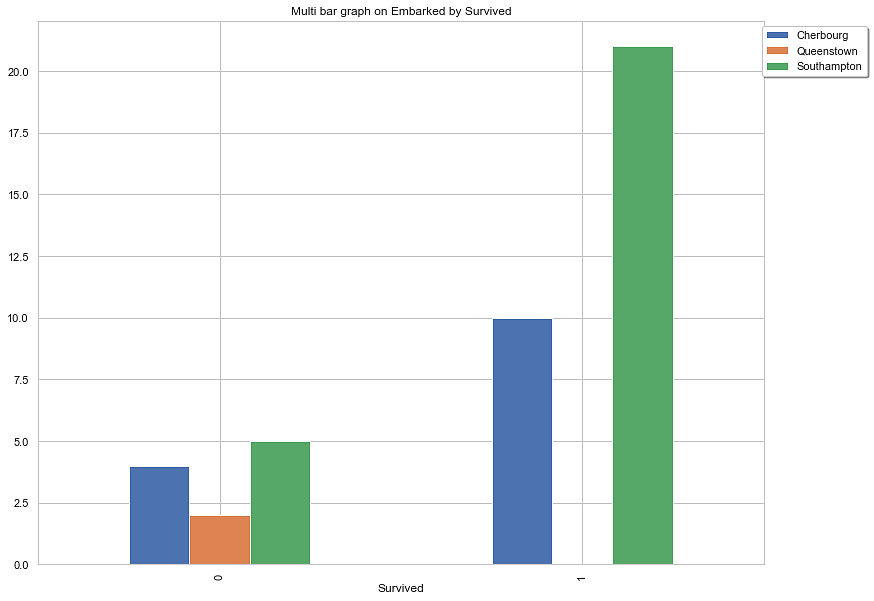 Multi bar graph on Embarked by Survived
Cherbourg
Queenstown
Southampton
20.0
17.5
15.0
12.5
10.0
7.5
5.0
2.5
0.0
0
1
Survived